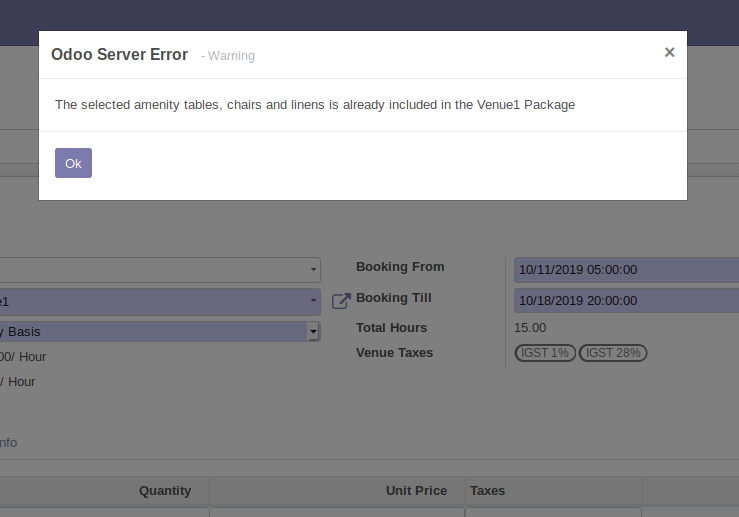 Odoo Server Error - Warning ×
The selected amenity tables, chairs and linens is already included in the Venue1 Package
Ok
Booking From 10/11/2019 05:00:00
e1 Booking Till 10/18/2019 20:00:00
y Basis Total Hours 15.00
00/ Hour Venue Taxes IGST 1% IGST 28%
/ Hour
nfo
Quantity Unit Price Taxes